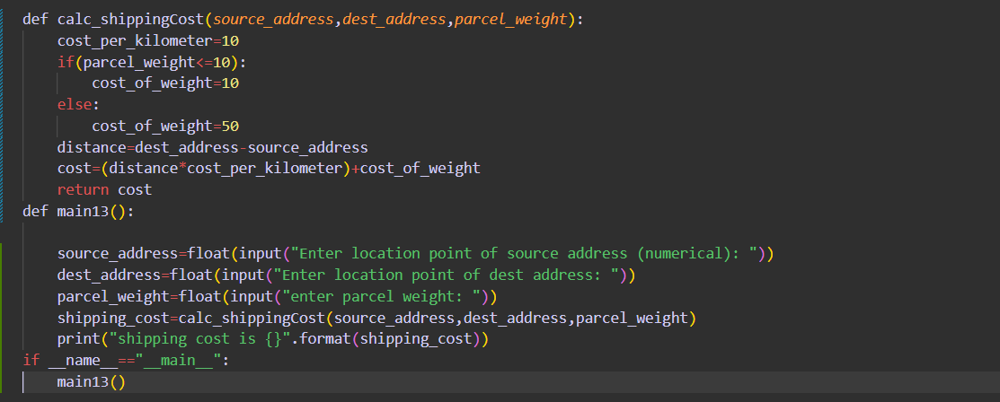 def calc_shippingCost(source_address,dest_address,parcel_weight):
    cost_per_kilometer=10
    if(parcel_weight<=10):
        cost_of_weight=10
    else:
        cost_of_weight=50
    distance=dest_address-source_address
    cost=(distance*cost_per_kilometer)+cost_of_weight
    return cost
def main13():
    source_address=float(input("Enter location point of source address (numerical): "))
    dest_address=float(input("Enter location point of dest address: "))
    parcel_weight=float(input("enter parcel weight: "))
    shipping_cost=calc_shippingCost(source_address,dest_address,parcel_weight)
    print("shipping cost is {}".format(shipping_cost))
if __name__=="__main__":
    main13()